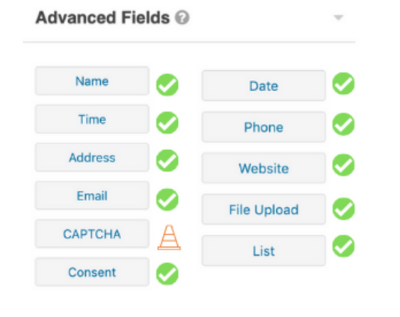 Advanced Fields ?
Name
Date
Time
Phone
Address
Website
Email
File Upload
CAPTCHA
List
Consent